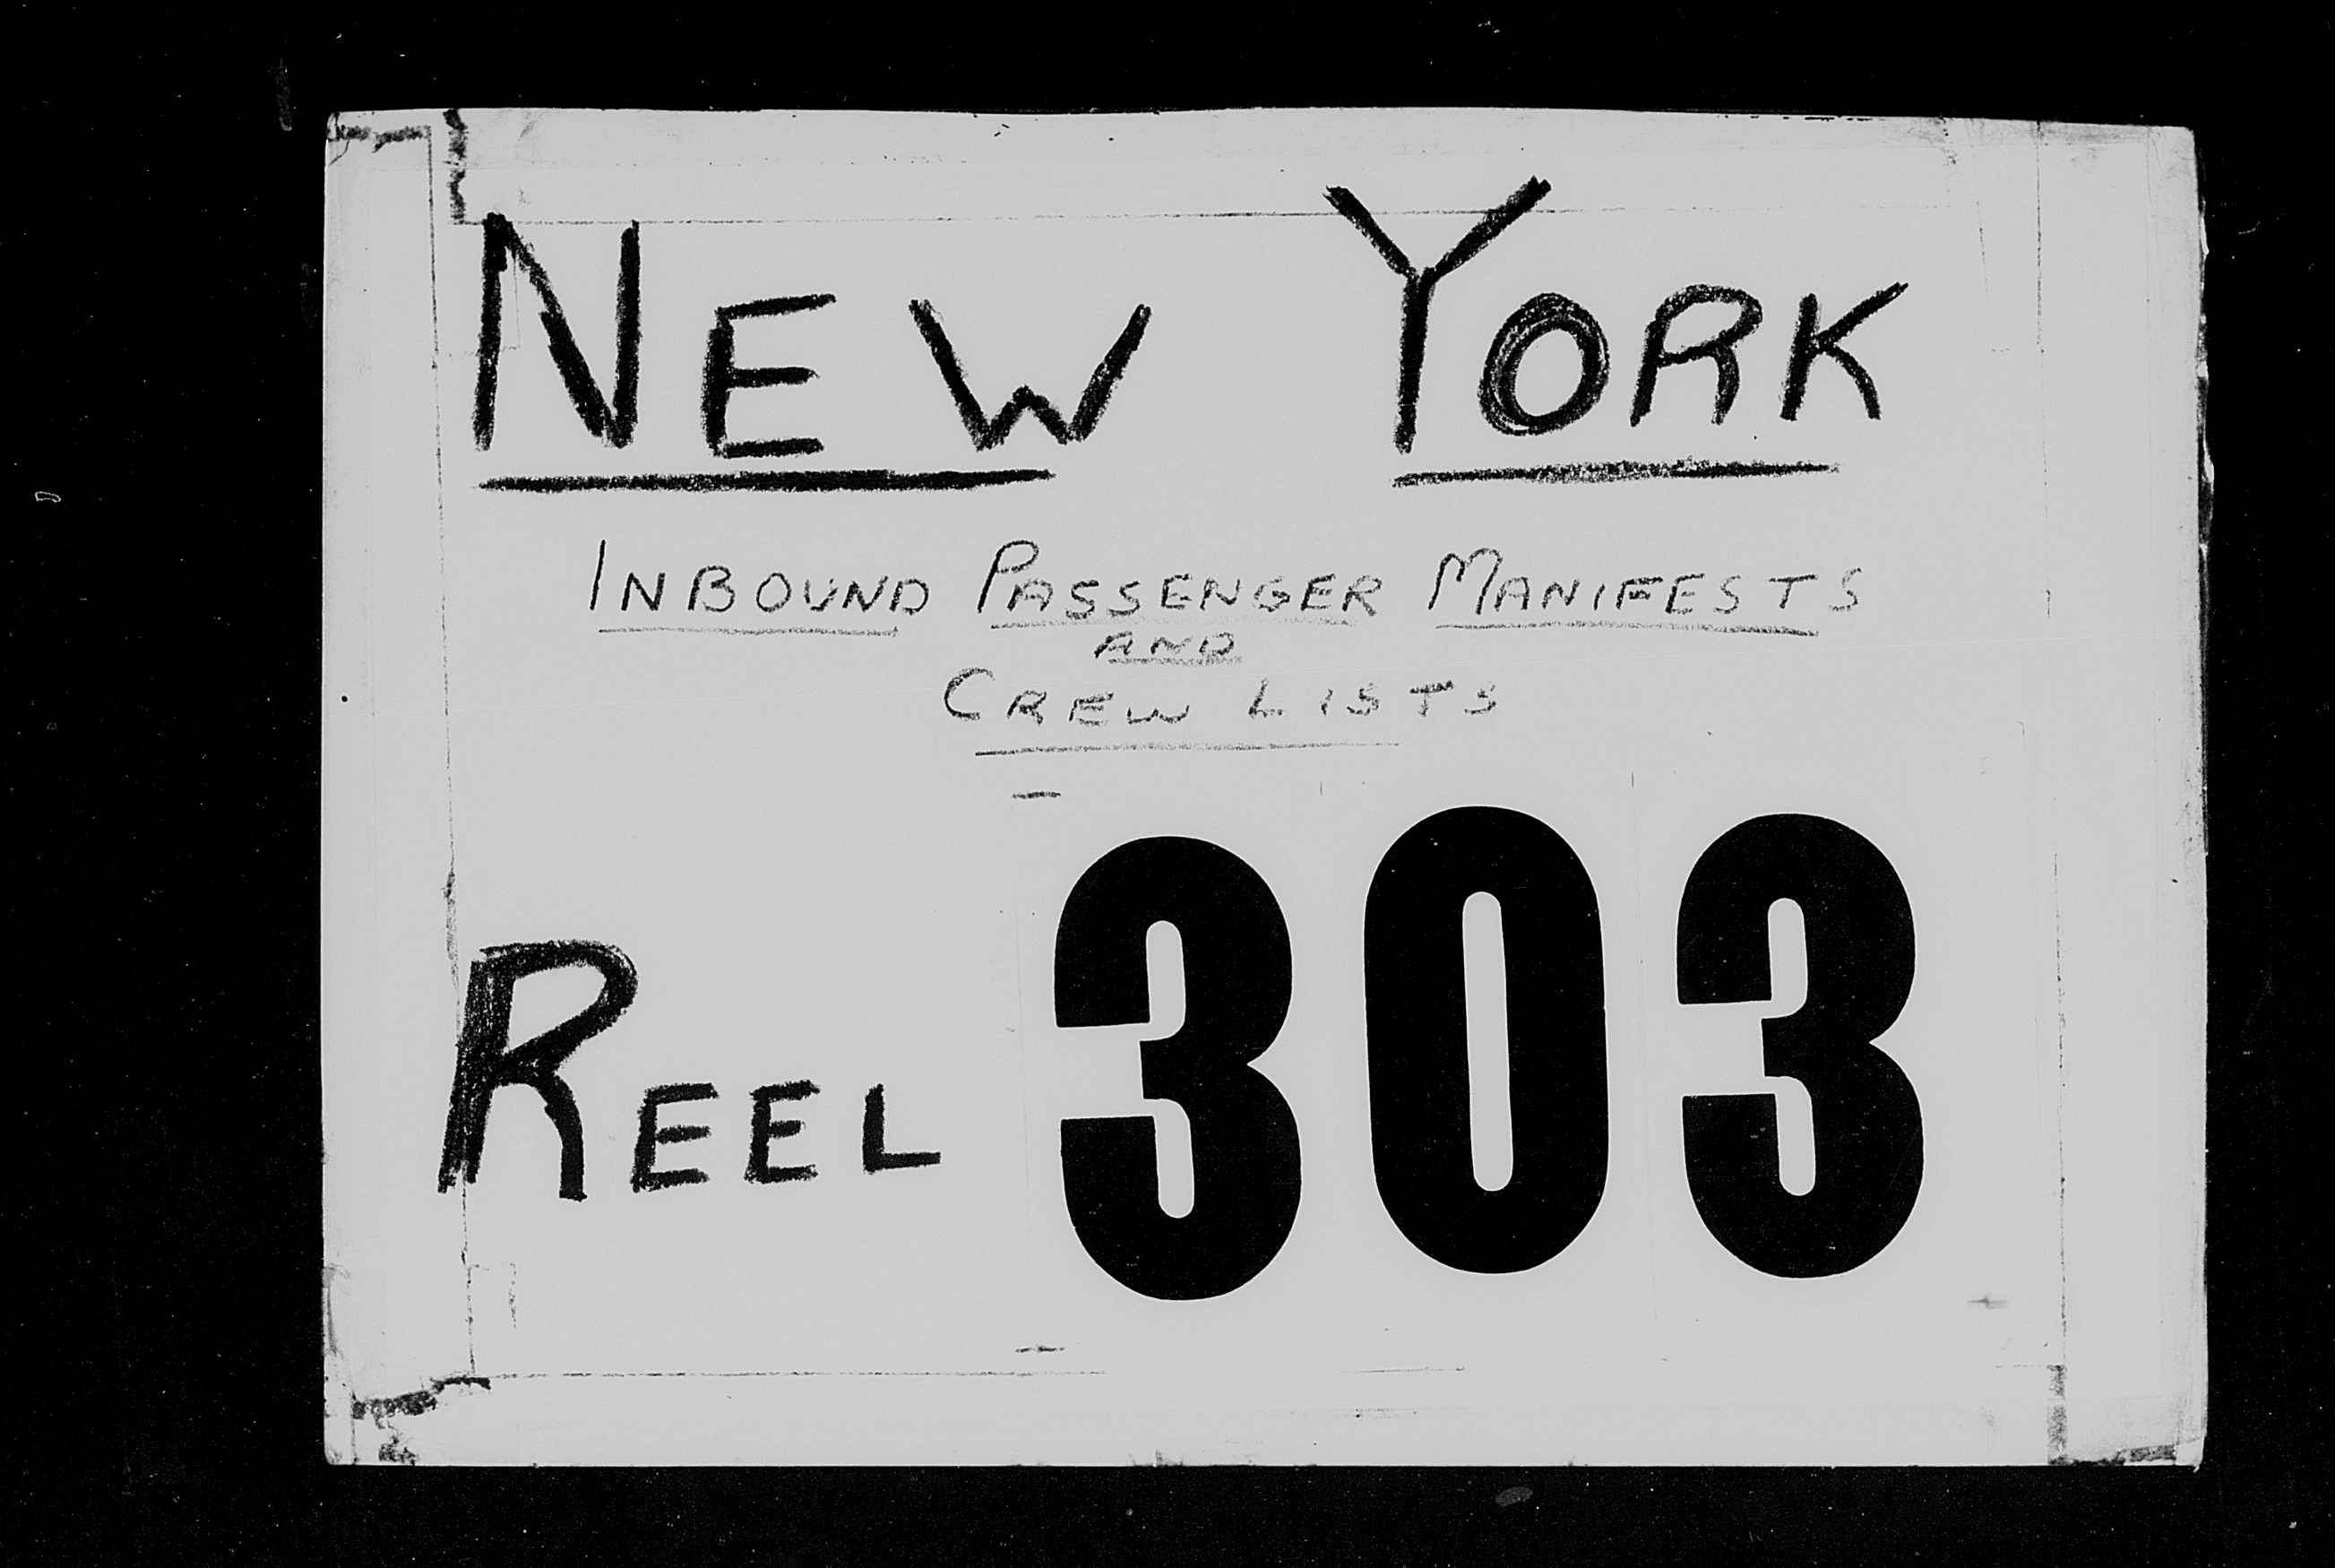 NEW YORK
INBOUND PASSENGER MANIFESTS
AND
CREW LISTS
REEL 303